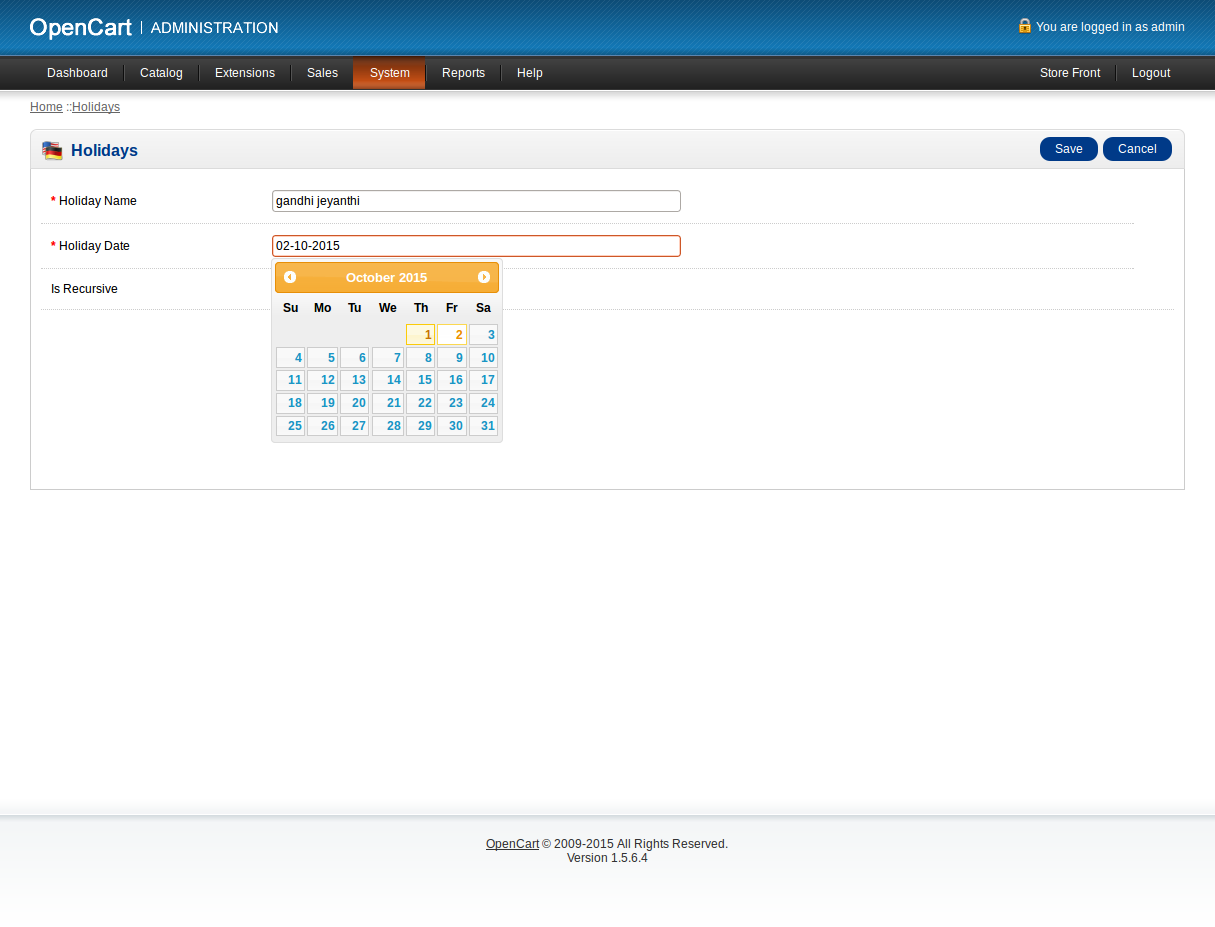 OpenCart | ADMINISTRATION
You are logged in as admin
Dashboard Catalog Extensions Sales System Reports Help Store Front Logout
Home ::Holidays
Holidays
Save Cancel
* Holiday Name gandhi jeyanthi
* Holiday Date 02-10-2015
Is Recursive
October 2015
Su Mo Tu We Th Fr Sa
1 2 3
4 5 6 7 8 9 10
11 12 13 14 15 16 17
18 19 20 21 22 23 24
25 26 27 28 29 30 31
OpenCart © 2009-2015 All Rights Reserved.
Version 1.5.6.4